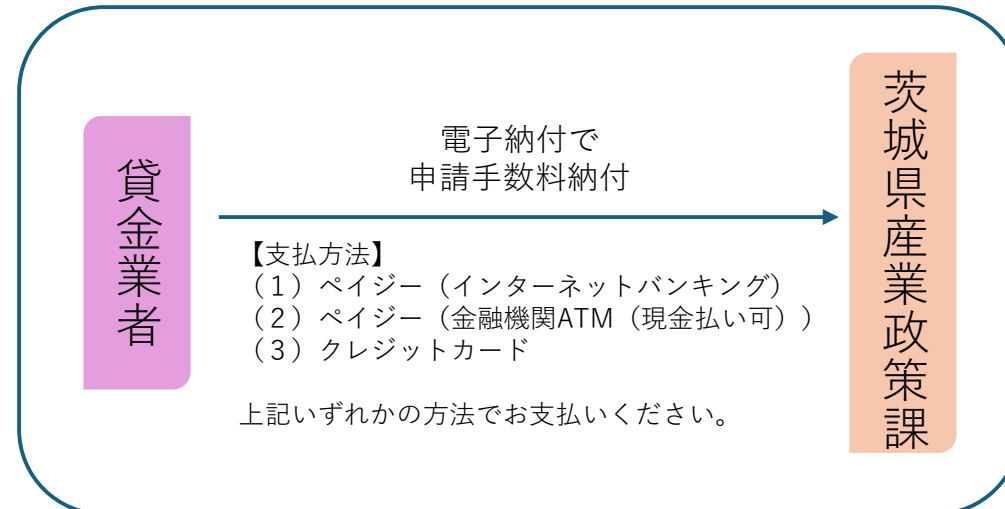 貸金業者
電子納付で
申請手数料納付
【支払方法】
（１）ペイジー（インターネットバンキング）
（２）ペイジー（金融機関ATM（現金払い可））
（３）クレジットカード
上記いずれかの方法でお支払いください。
茨城県産業政策課